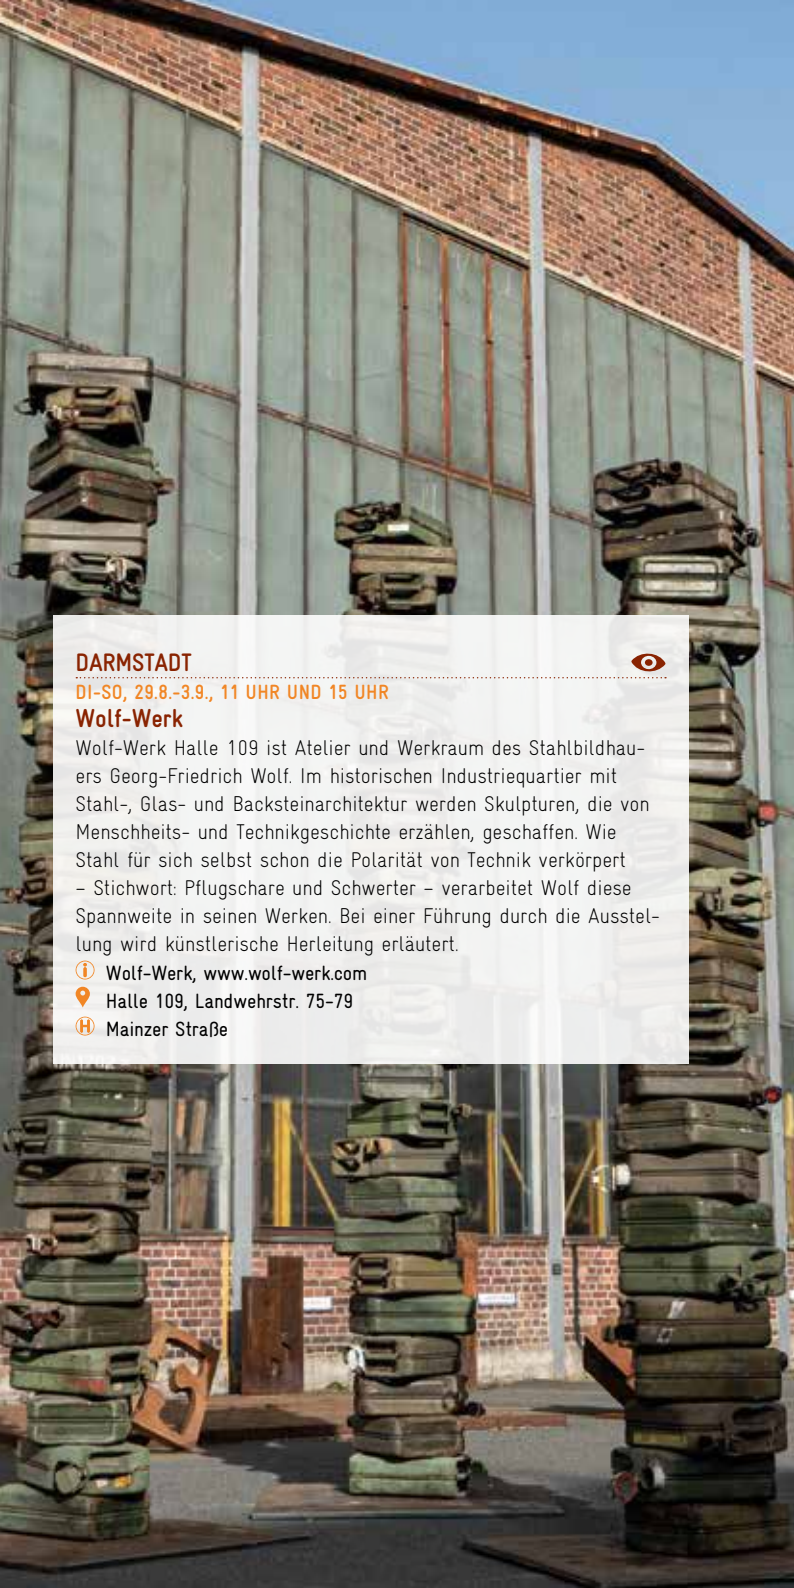 DARMSTADT
DI-SO, 29.8.-3.9., 11 UHR UND 15 UHR
Wolf-Werk
Wolf-Werk Halle 109 ist Atelier und Werkraum des Stahlbildhau-
ers Georg-Friedrich Wolf. Im historischen Industriequartier mit
Stahl-, Glas- und Backsteinarchitektur werden Skulpturen, die von
Menschheits- und Technikgeschichte erzählen, geschaffen. Wie
Stahl für sich selbst schon die Polarität von Technik verkörpert
– Stichwort: Pflugschare und Schwerter – verarbeitet Wolf diese
Spannweite in seinen Werken. Bei einer Führung durch die Ausstel-
lung wird künstlerische Herleitung erläutert.
Wolf-Werk, www.wolf-werk.com
Halle 109, Landwehrstr. 75-79
H Mainzer Straße